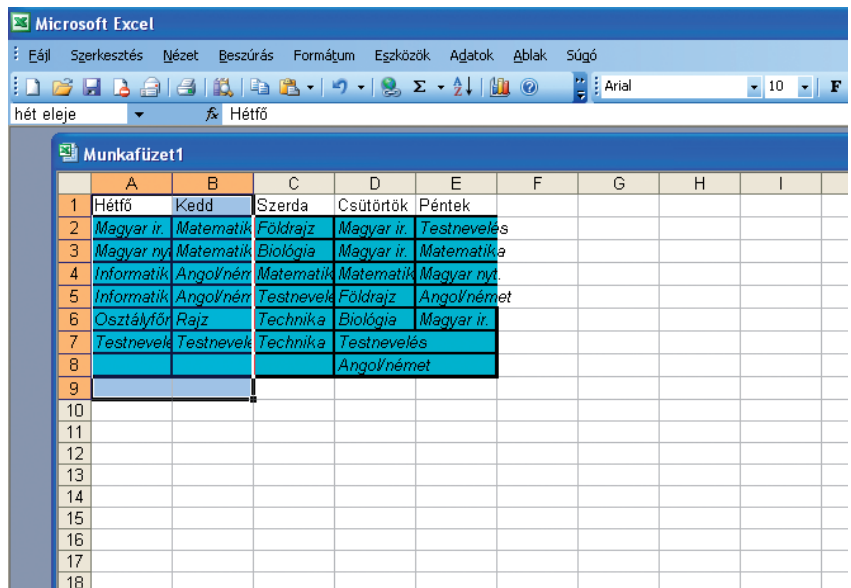 Microsoft Excel
Fájl Szerkesztés Nézet Beszúrás Formátum Eszközök Adatok Ablak Súgó
Σ A Z Arial 10 F
hét eleje fx Hétfő
Munkafüzet1
A B C D E F G H I
1 Hétfő Kedd Szerda Csütörtök Péntek
2 Magyar ir. Matematik Földrajz Magyar ir. Testnevelés
3 Magyar nyt Matematik Biológia Magyar ir. Matematika
4 Informatik Angol/ném Matematik Matematik Magyar nyt.
5 Informatik Angol/ném Testnevelé Földrajz Angol/német
6 Osztályfőn Rajz Technika Biológia Magyar ir.
7 Testnevelé Testnevelé Technika Testnevelés
8 Angol/német
9
10
11
12
13
14
15
16
17
18